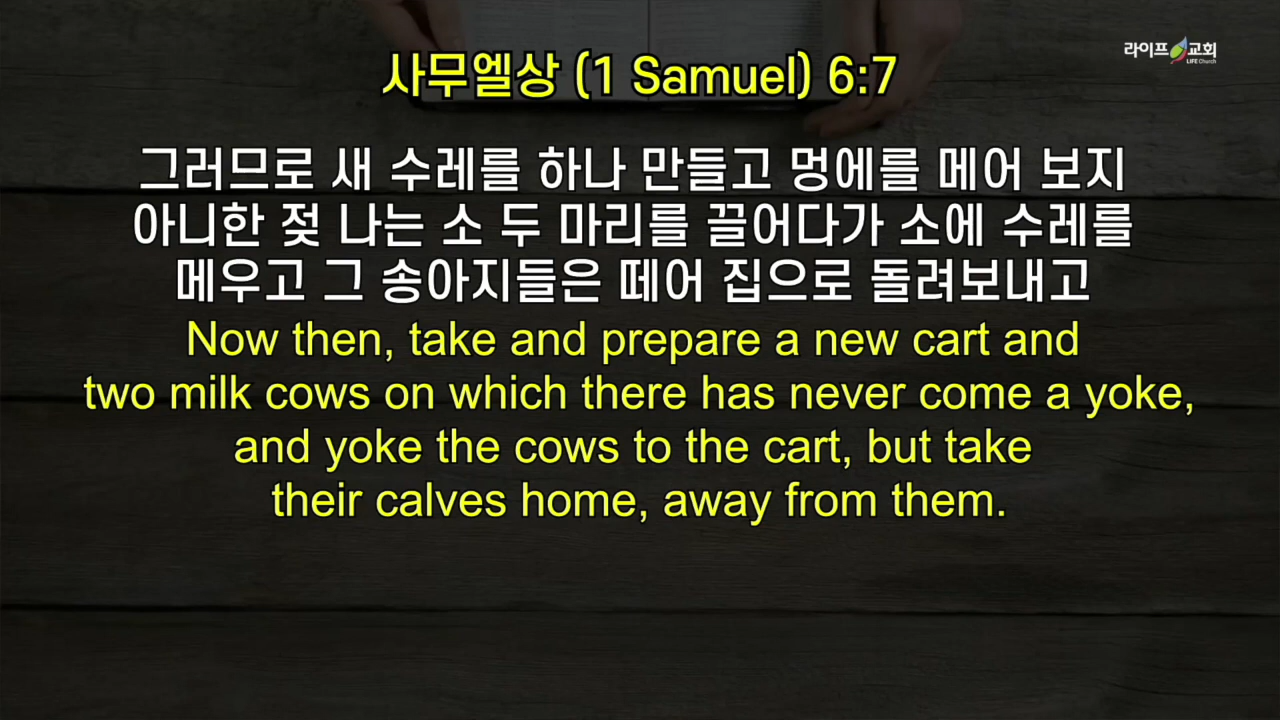 라이프 교회
LIFE Church
사무엘상 (1 Samuel) 6:7
그러므로 새 수레를 하나 만들고 멍에를 메어 보지
아니한 젖 나는 소 두 마리를 끌어다가 소에 수레를
메우고 그 송아지들은 떼어 집으로 돌려보내고
Now then, take and prepare a new cart and
two milk cows on which there has never come a yoke,
and yoke the cows to the cart, but take
their calves home, away from them.